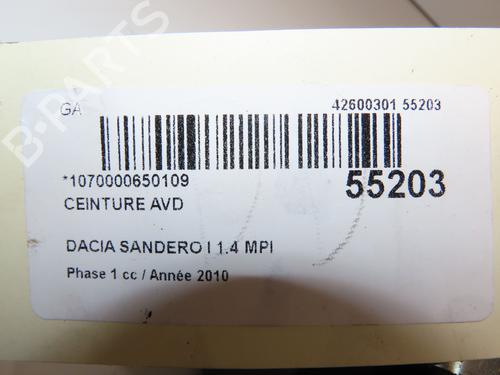 GA 42600301 55203
*1070000650109 55203
CEINTURE AVD
DACIA SANDERO I 1.4 MPI
Phase 1 cc / Année 2010
B-PARTS